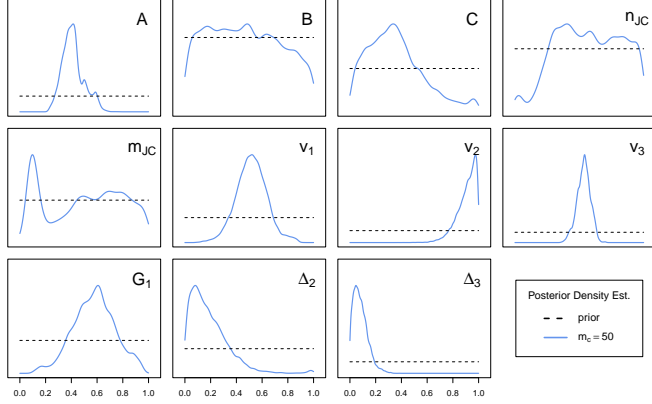 A
B
C
n_JC
m_JC
v_1
v_2
v_3
G_1
Δ_2
Δ_3
Posterior Density Est.
prior
m_c = 50
0.0 0.2 0.4 0.6 0.8 1.0
0.0 0.2 0.4 0.6 0.8 1.0
0.0 0.2 0.4 0.6 0.8 1.0